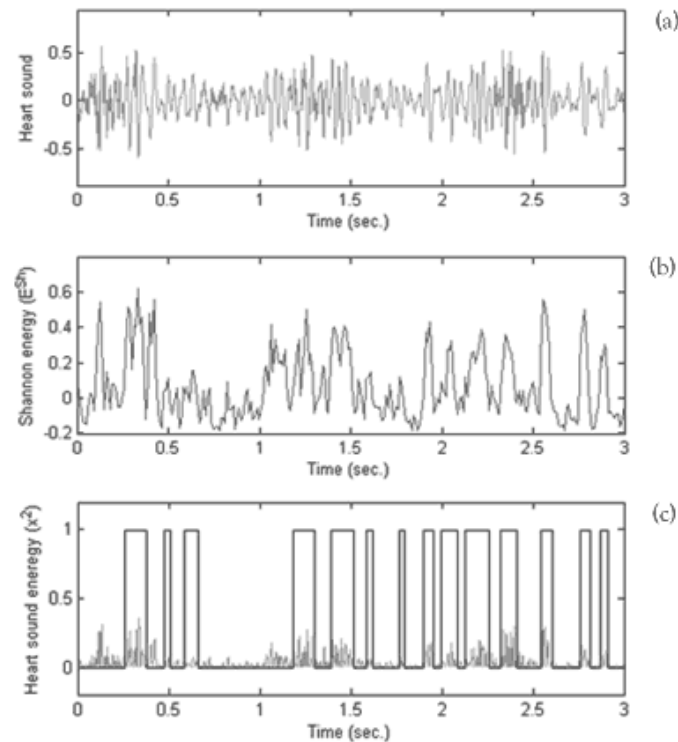 (a)
Heart sound
0.5
0
-0.5
0 0.5 1 1.5 2 2.5 3
Time (sec.)
(b)
Shannon energy (E^Sh)
0.6
0.4
0.2
0
-0.2
0 0.5 1 1.5 2 2.5 3
Time (sec.)
(c)
Heart sound eneregy (x²)
1
0.5
0
0 0.5 1 1.5 2 2.5 3
Time (sec.)